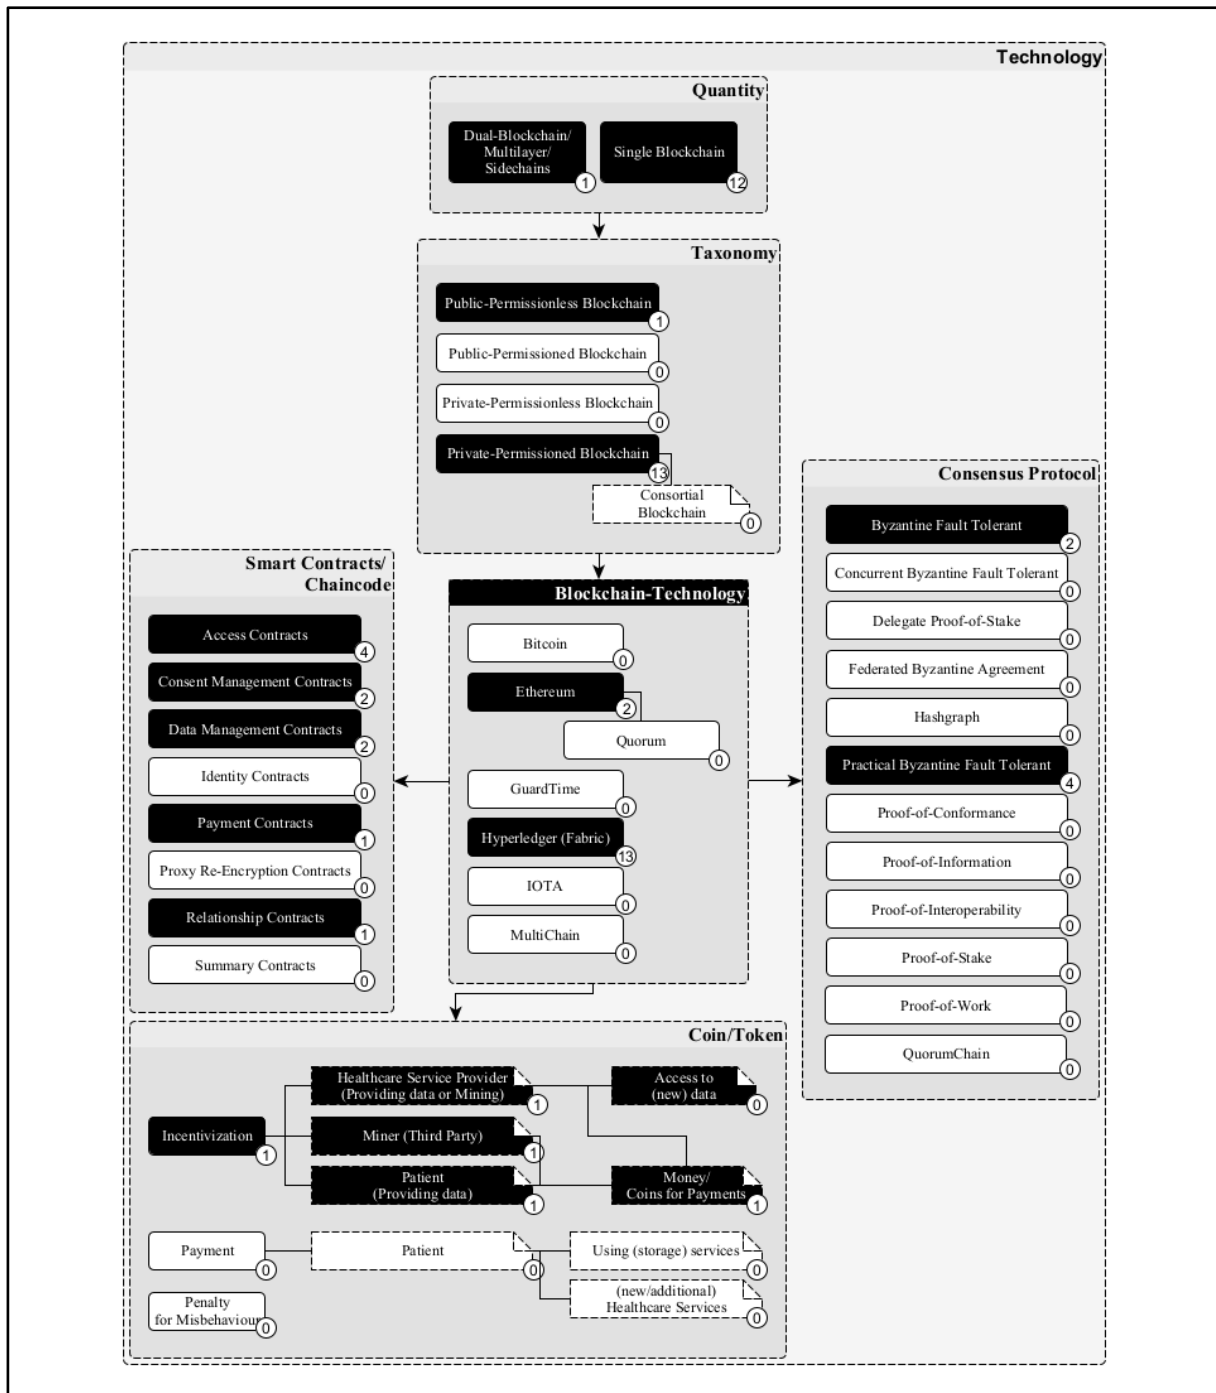 Technology
Quantity
Dual-Blockchain/
Multilayer/
Sidechains
1
Single Blockchain
12
Taxonomy
Public-Permissionless Blockchain
1
Public-Permissioned Blockchain
0
Private-Permissionless Blockchain
0
Private-Permissioned Blockchain
13
Consortial
Blockchain
0
Smart Contracts/
Chaincode
Access Contracts
4
Consent Management Contracts
2
Data Management Contracts
2
Identity Contracts
0
Payment Contracts
1
Proxy Re-Encryption Contracts
0
Relationship Contracts
1
Summary Contracts
0
Blockchain-Technology
Bitcoin
0
Ethereum
2
Quorum
0
GuardTime
0
Hyperledger (Fabric)
13
IOTA
0
MultiChain
0
Consensus Protocol
Byzantine Fault Tolerant
2
Concurrent Byzantine Fault Tolerant
0
Delegate Proof-of-Stake
0
Federated Byzantine Agreement
0
Hashgraph
0
Practical Byzantine Fault Tolerant
4
Proof-of-Conformance
0
Proof-of-Information
0
Proof-of-Interoperability
0
Proof-of-Stake
0
Proof-of-Work
0
QuorumChain
0
Coin/Token
Incentivization
1
Healthcare Service Provider
(Providing data or Mining)
1
Access to
(new) data
0
Miner (Third Party)
1
Patient
(Providing data)
1
Money/
Coins for Payments
1
Payment
0
Patient
0
Using (storage) services
0
(new/additional)
Healthcare Services
0
Penalty
for Misbehaviour
0